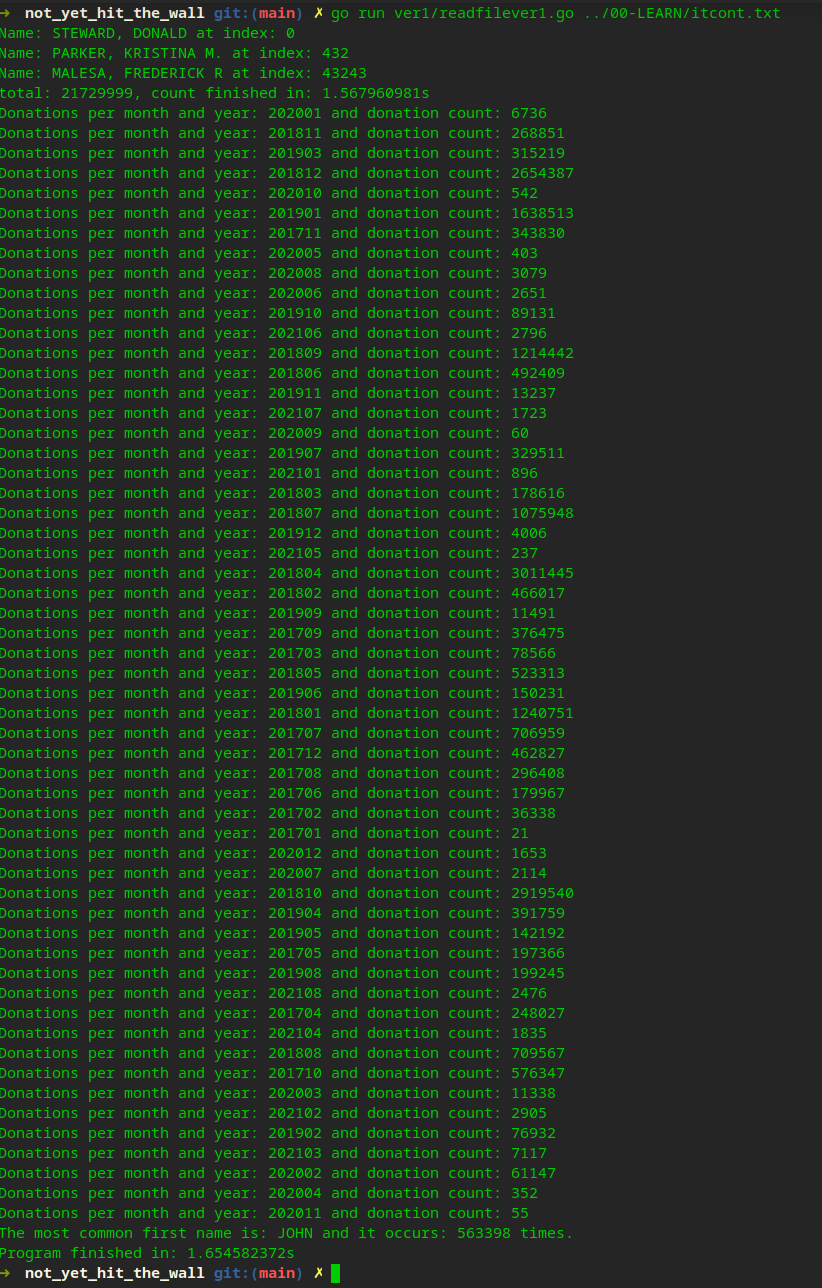 →  not_yet_hit_the_wall git:(main) ✗ go run ver1/readfilever1.go ../00-LEARN/itcont.txt
Name: STEWARD, DONALD at index: 0
Name: PARKER, KRISTINA M. at index: 432
Name: MALESA, FREDERICK R at index: 43243
total: 21729999, count finished in: 1.567960981s
Donations per month and year: 202001 and donation count: 6736
Donations per month and year: 201811 and donation count: 268851
Donations per month and year: 201903 and donation count: 315219
Donations per month and year: 201812 and donation count: 2654387
Donations per month and year: 202010 and donation count: 542
Donations per month and year: 201901 and donation count: 1638513
Donations per month and year: 201711 and donation count: 343830
Donations per month and year: 202005 and donation count: 403
Donations per month and year: 202008 and donation count: 3079
Donations per month and year: 202006 and donation count: 2651
Donations per month and year: 201910 and donation count: 89131
Donations per month and year: 202106 and donation count: 2796
Donations per month and year: 201809 and donation count: 1214442
Donations per month and year: 201806 and donation count: 492409
Donations per month and year: 201911 and donation count: 13237
Donations per month and year: 202107 and donation count: 1723
Donations per month and year: 202009 and donation count: 60
Donations per month and year: 201907 and donation count: 329511
Donations per month and year: 202101 and donation count: 896
Donations per month and year: 201803 and donation count: 178616
Donations per month and year: 201807 and donation count: 1075948
Donations per month and year: 201912 and donation count: 4006
Donations per month and year: 202105 and donation count: 237
Donations per month and year: 201804 and donation count: 3011445
Donations per month and year: 201802 and donation count: 466017
Donations per month and year: 201909 and donation count: 11491
Donations per month and year: 201709 and donation count: 376475
Donations per month and year: 201703 and donation count: 78566
Donations per month and year: 201805 and donation count: 523313
Donations per month and year: 201906 and donation count: 150231
Donations per month and year: 201801 and donation count: 1240751
Donations per month and year: 201707 and donation count: 706959
Donations per month and year: 201712 and donation count: 462827
Donations per month and year: 201708 and donation count: 296408
Donations per month and year: 201706 and donation count: 179967
Donations per month and year: 201702 and donation count: 36338
Donations per month and year: 201701 and donation count: 21
Donations per month and year: 202012 and donation count: 1653
Donations per month and year: 202007 and donation count: 2114
Donations per month and year: 201810 and donation count: 2919540
Donations per month and year: 201904 and donation count: 391759
Donations per month and year: 201905 and donation count: 142192
Donations per month and year: 201705 and donation count: 197366
Donations per month and year: 201908 and donation count: 199245
Donations per month and year: 202108 and donation count: 2476
Donations per month and year: 201704 and donation count: 248027
Donations per month and year: 202104 and donation count: 1835
Donations per month and year: 201808 and donation count: 709567
Donations per month and year: 201710 and donation count: 576347
Donations per month and year: 202003 and donation count: 11338
Donations per month and year: 202102 and donation count: 2905
Donations per month and year: 201902 and donation count: 76932
Donations per month and year: 202103 and donation count: 7117
Donations per month and year: 202002 and donation count: 61147
Donations per month and year: 202004 and donation count: 352
Donations per month and year: 202011 and donation count: 55
The most common first name is: JOHN and it occurs: 563398 times.
Program finished in: 1.654582372s
→  not_yet_hit_the_wall git:(main) ✗